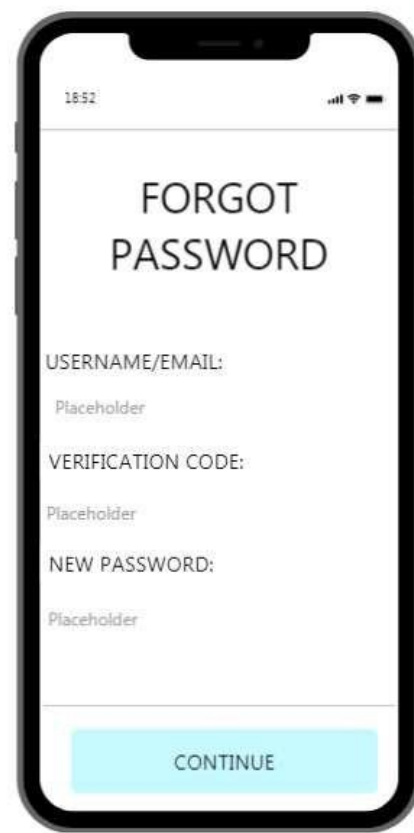 18:52
FORGOT
PASSWORD
USERNAME/EMAIL:
Placeholder
VERIFICATION CODE:
Placeholder
NEW PASSWORD:
Placeholder
CONTINUE